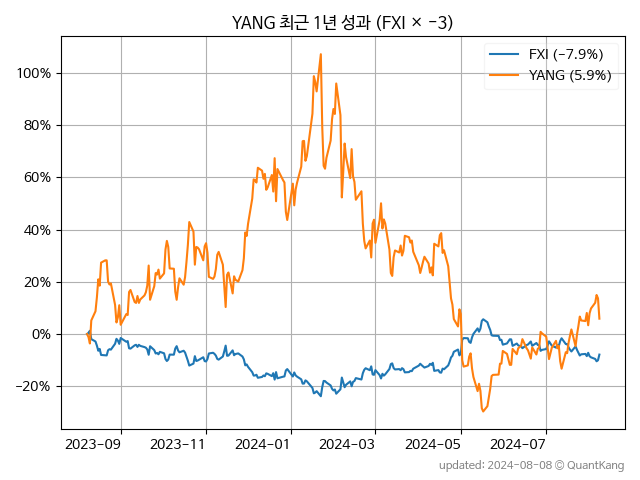 YANG 최근 1년 성과 (FXI × -3)
FXI (-7.9%)
YANG (5.9%)
100%
80%
60%
40%
20%
0%
-20%
2023-09 2023-11 2024-01 2024-03 2024-05 2024-07
updated: 2024-08-08 © QuantKang